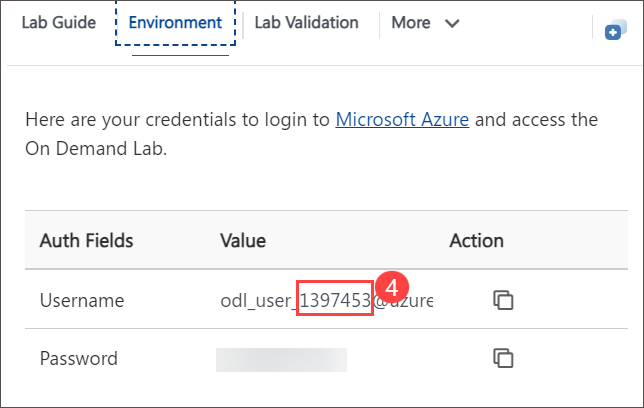 Lab Guide Environment Lab Validation More
Here are your credentials to login to Microsoft Azure and access the
On Demand Lab.
Auth Fields Value Action
4
Username odl_user_1397453@azure
Password